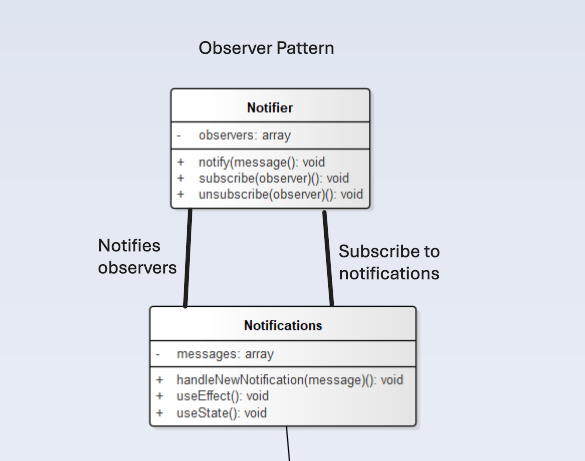 Observer Pattern
Notifier
- observers: array
+ notify(message(): void
+ subscribe(observer)(): void
+ unsubscribe(observer)(): void
Notifies
observers
Subscribe to
notifications
Notifications
- messages: array
+ handleNewNotification(message)(): void
+ useEffect(): void
+ useState(): void